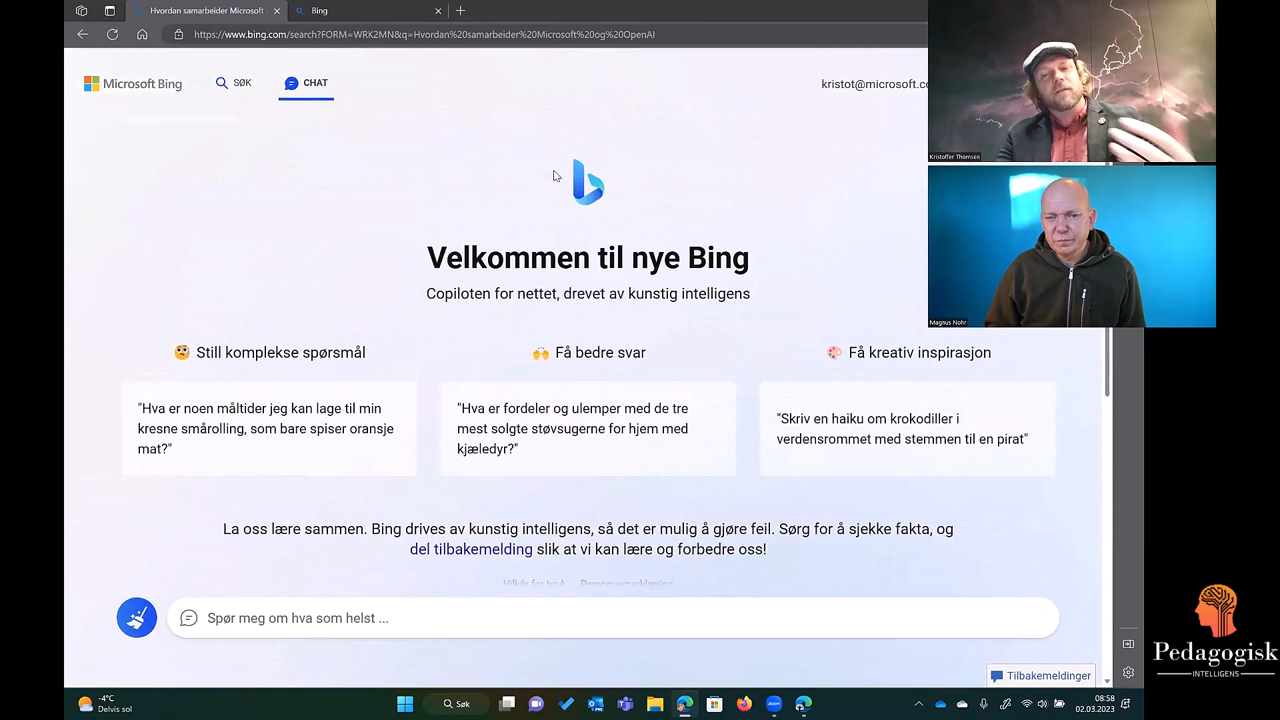 Hvordan samarbeider Microsoft
Bing
https://www.bing.com/search?FORM=WRK2MN&q=Hvordan%20samarbeider%20Microsoft%20og%20OpenAI
Microsoft Bing
SØK
CHAT
kristot@microsoft.co
Kristoffer Thomsen
Magnus Nohr
Velkommen til nye Bing
Copiloten for nettet, drevet av kunstig intelligens
Still komplekse spørsmål
Få bedre svar
Få kreativ inspirasjon
"Hva er noen måltider jeg kan lage til min
kresne smårolling, som bare spiser oransje
mat?"
"Hva er fordeler og ulemper med de tre
mest solgte støvsugerne for hjem med
kjæledyr?"
"Skriv en haiku om krokodiller i
verdensrommet med stemmen til en pirat"
La oss lære sammen. Bing drives av kunstig intelligens, så det er mulig å gjøre feil. Sørg for å sjekke fakta, og
del tilbakemelding slik at vi kan lære og forbedre oss!
Vilkår for bruk Personvernerklæring
Spør meg om hva som helst ...
Tilbakemeldinger
Pedagogisk
INTELLIGENS
-4°C
Delvis sol
Søk
zoom
08:58
02.03.2023